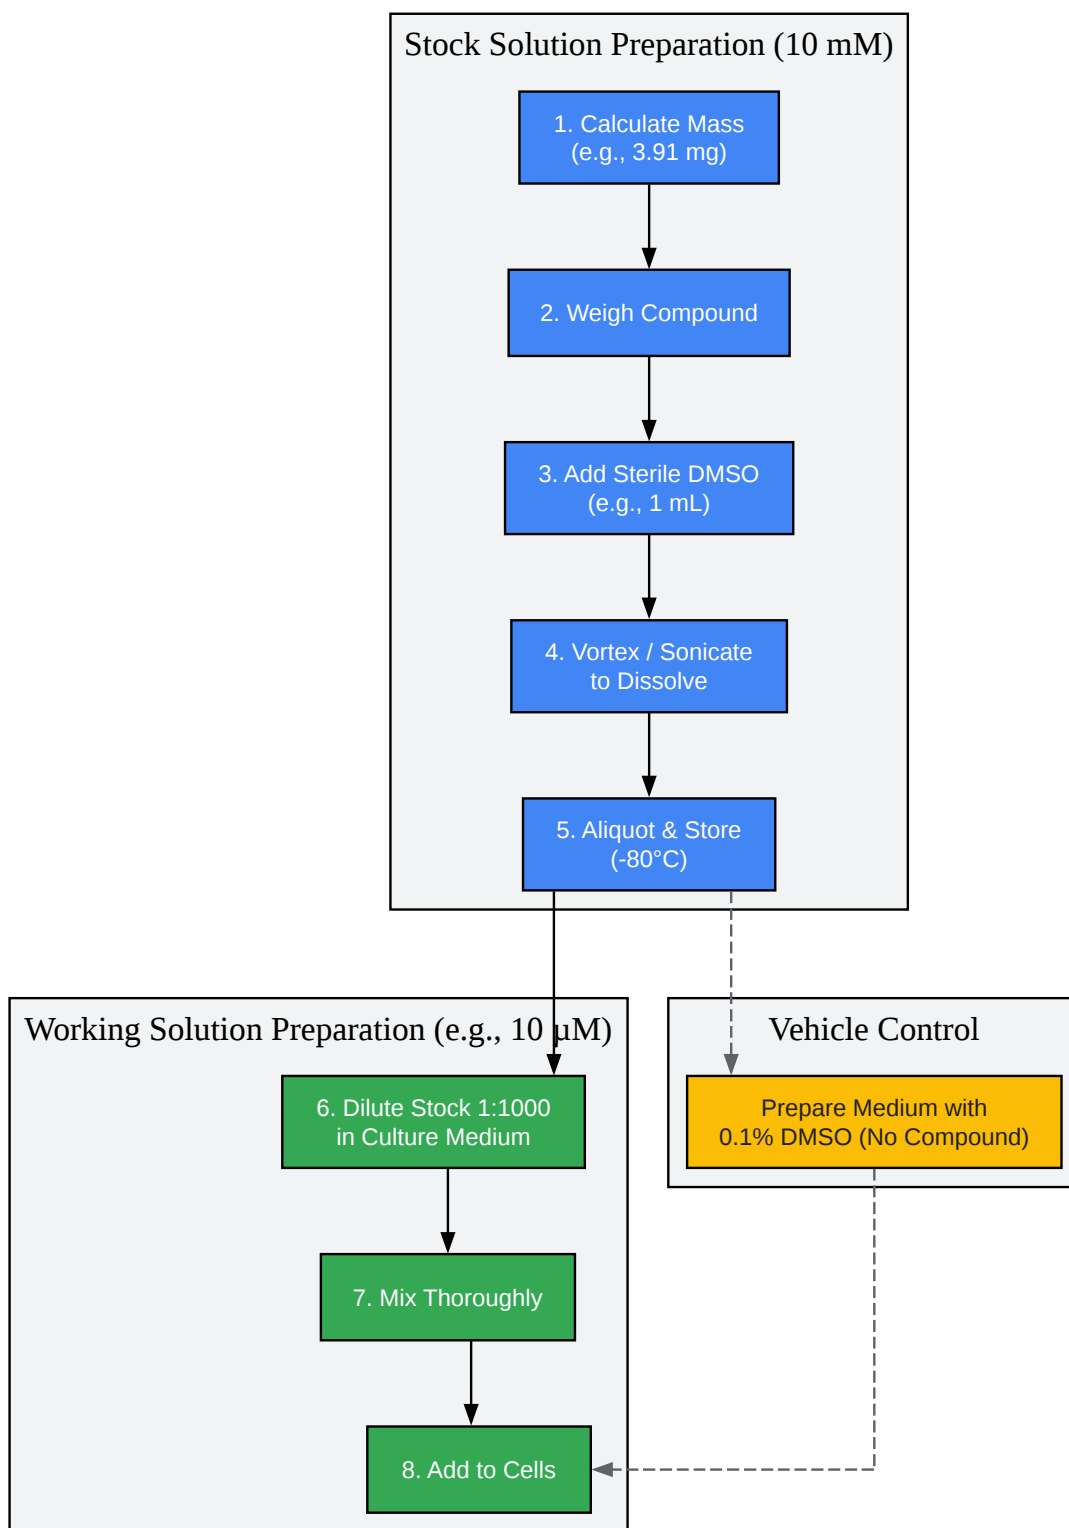 Stock Solution Preparation (10 mM)
1. Calculate Mass
(e.g., 3.91 mg)
2. Weigh Compound
3. Add Sterile DMSO
(e.g., 1 mL)
4. Vortex / Sonicate
to Dissolve
5. Aliquot & Store
(-80°C)
Working Solution Preparation (e.g., 10 µM)
6. Dilute Stock 1:1000
in Culture Medium
7. Mix Thoroughly
8. Add to Cells
Vehicle Control
Prepare Medium with
0.1% DMSO (No Compound)